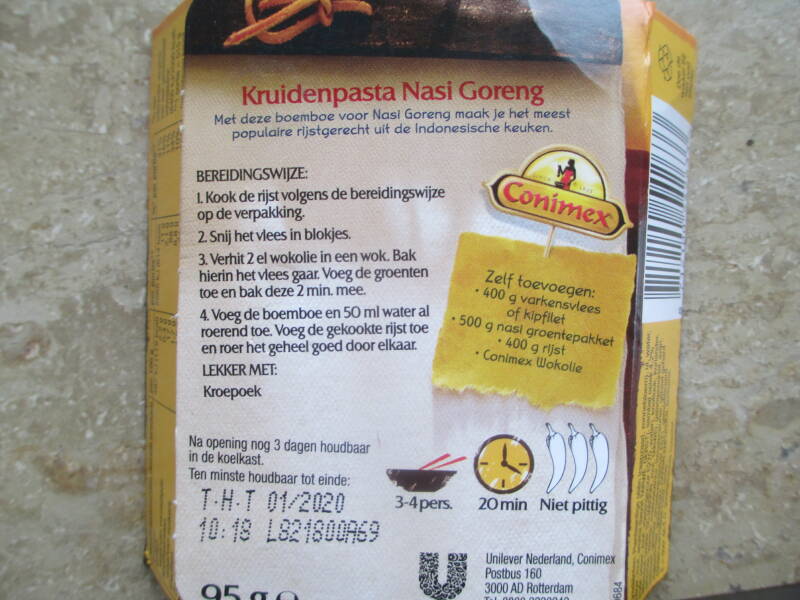 Kruidenpasta Nasi Goreng
Met deze boemboe voor Nasi Goreng maak je het meest
populaire rijstgerecht uit de Indonesische keuken.
BEREIDINGSWIJZE:
1. Kook de rijst volgens de bereidingswijze
op de verpakking.
2. Snij het vlees in blokjes.
3. Verhit 2 el wokolie in een wok. Bak
hierin het vlees gaar. Voeg de groenten
toe en bak deze 2 min. mee.
4. Voeg de boemboe en 50 ml water al
roerend toe. Voeg de gekookte rijst toe
en roer het geheel goed door elkaar.
LEKKER MET:
Kroepoek
Conimex
Zelf toevoegen:
• 400 g varkensvlees
of kipfilet
• 500 g nasi groentepakket
• 400 g rijst
• Conimex Wokolie
Na opening nog 3 dagen houdbaar
in de koelkast.
Ten minste houdbaar tot einde:
T·H·T 01/2020
10:18 L821800A69
3-4 pers.
20 min
Niet pittig
Unilever Nederland, Conimex
Postbus 160
3000 AD Rotterdam
95 g e